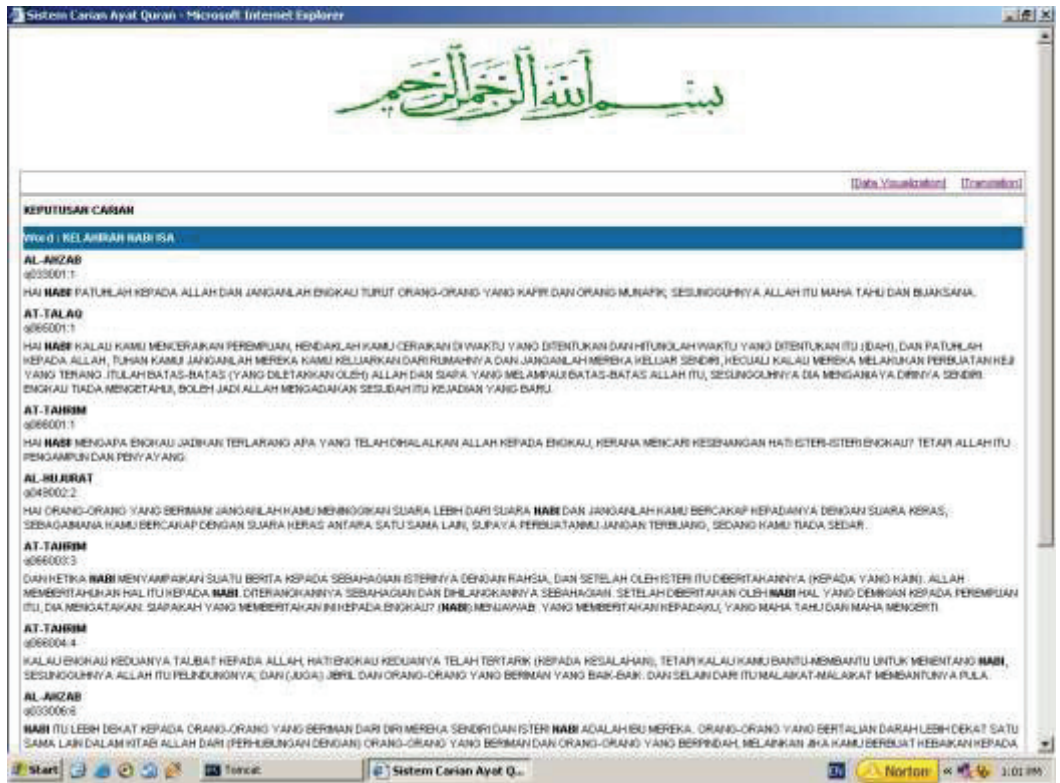 Sistem Carian Ayat Quran - Microsoft Internet Explorer
بسم الله الرحمن الرحيم
[Data Visualization] [Translation]
KEPUTUSAN CARIAN
Word : KELAHIRAN NABI ISA
AL-AHZAB
q033001:1
HAI NABI! PATUHLAH KEPADA ALLAH DAN JANGANLAH ENGKAU TURUT ORANG-ORANG YANG KAFIR DAN ORANG MUNAFIK, SESUNGGUHNYA ALLAH ITU MAHA TAHU DAN BIJAKSANA.
AT-TALAQ
q065001:1
HAI NABI! KALAU KAMU MENCERAIKAN PEREMPUAN, HENDAKLAH KAMU CERAIKAN DI WAKTU YANG DITENTUKAN DAN HITUNGLAH WAKTU YANG DITENTUKAN ITU (IDAH), DAN PATUHLAH
KEPADA ALLAH, TUHAN KAMU! JANGANLAH MEREKA KAMU KELUARKAN DARI RUMAHNYA DAN JANGANLAH MEREKA KELUAR SENDIRI, KECUALI KALAU MEREKA MELAKUKAN PERBUATAN KEJI
YANG TERANG. ITULAH BATAS-BATAS (YANG DILETAKKAN OLEH) ALLAH DAN SIAPA YANG MELAMPAUI BATAS-BATAS ALLAH ITU, SESUNGGUHNYA DIA MENGANIAYA DIRINYA SENDIRI.
ENGKAU TIADA MENGETAHUI, BOLEH JADI ALLAH MENGADAKAN SESUDAH ITU KEJADIAN YANG BARU.
AT-TAHRIM
q066001:1
HAI NABI! MENGAPA ENGKAU JADIKAN TERLARANG APA YANG TELAH DIHALALKAN ALLAH KEPADA ENGKAU, KERANA MENCARI KESENANGAN HATI ISTERI-ISTERI ENGKAU? TETAPI ALLAH ITU
PENGAMPUN DAN PENYAYANG.
AL-HUJURAT
q049002:2
HAI ORANG-ORANG YANG BERIMAN! JANGANLAH KAMU MENINGGIKAN SUARA LEBIH DARI SUARA NABI DAN JANGANLAH KAMU BERCAKAP KEPADANYA DENGAN SUARA KERAS,
SEBAGAIMANA KAMU BERCAKAP DENGAN SUARA KERAS ANTARA SATU SAMA LAIN, SUPAYA PERBUATANMU JANGAN TERBUANG, SEDANG KAMU TIADA SEDAR.
AT-TAHRIM
q066003:3
DAN KETIKA NABI MENYAMPAIKAN SUATU BERITA KEPADA SEBAHAGIAN ISTERINYA DENGAN RAHSIA, DAN SETELAH OLEH ISTERI ITU DIBERITAKANNYA (KEPADA YANG KAIN). ALLAH
MEMBERITAHUKAN HAL ITU KEPADA NABI. DITERANGKANNYA SEBAHAGIAN DAN DIHILANGKANNYA SEBAHAGIAN. SETELAH DIBERITAKAN OLEH NABI HAL YANG DEMIKIAN KEPADA PEREMPUAN
ITU, DIA MENGATAKAN: SIAPAKAH YANG MEMBERITAKAN INI KEPADA ENGKAU? (NABI) MENJAWAB: YANG MEMBERITAKAN KEPADAKU, YANG MAHA TAHU DAN MAHA MENGERTI.
AT-TAHRIM
q066004:4
KALAU ENGKAU KEDUANYA TAUBAT KEPADA ALLAH, HATI ENGKAU KEDUANYA TELAH TERTARIK (KEPADA KESALAHAN), TETAPI KALAU KAMU BANTU-MEMBANTU UNTUK MENENTANG NABI,
SESUNGGUHNYA ALLAH ITU PELINDUNGNYA, DAN (JUGA) JIBRIL DAN ORANG-ORANG YANG BERIMAN YANG BAIK-BAIK. DAN SELAIN DARI ITU MALAIKAT-MALAIKAT MEMBANTUNYA PULA.
AL-AHZAB
q033006:6
NABI ITU LEBIH DEKAT KEPADA ORANG-ORANG YANG BERIMAN DARI DIRI MEREKA SENDIRI DAN ISTERI NABI ADALAH IBU MEREKA. ORANG-ORANG YANG BERTALIAN DARAH LEBIH DEKAT SATU
SAMA LAIN DALAM KITAB ALLAH DARI (PERHUBUNGAN DENGAN) ORANG-ORANG YANG BERIMAN DAN ORANG-ORANG YANG BERPINDAH, MELAINKAN JIKA KAMU BERBUAT KEBAIKAN KEPADA
Start Tomcat Sistem Carian Ayat Q... EN Norton 1:01 PM